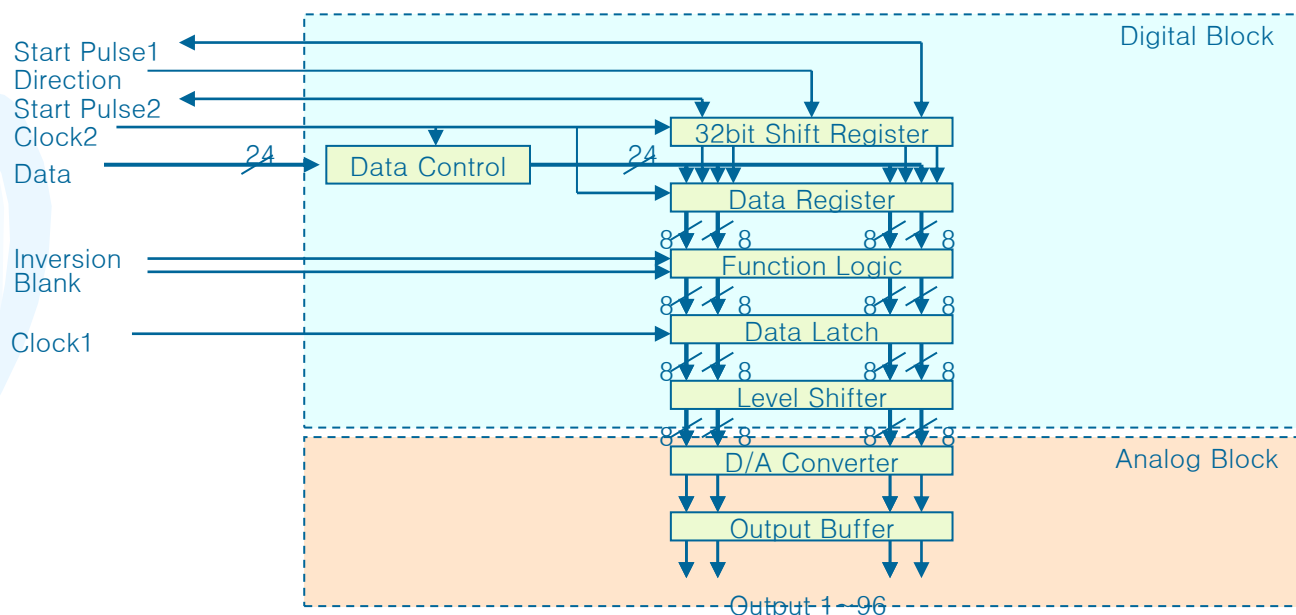 Digital Block
Start Pulse1
Direction
Start Pulse2
Clock2
32bit Shift Register
24
24
Data Control
Data
Data Register
8 8 8 8
Inversion
Function Logic
Blank
8 8 8 8
Data Latch
Clock1
8 8 8 8
Level Shifter
8 8 8 8
Analog Block
D/A Converter
Output Buffer
Output 1~96